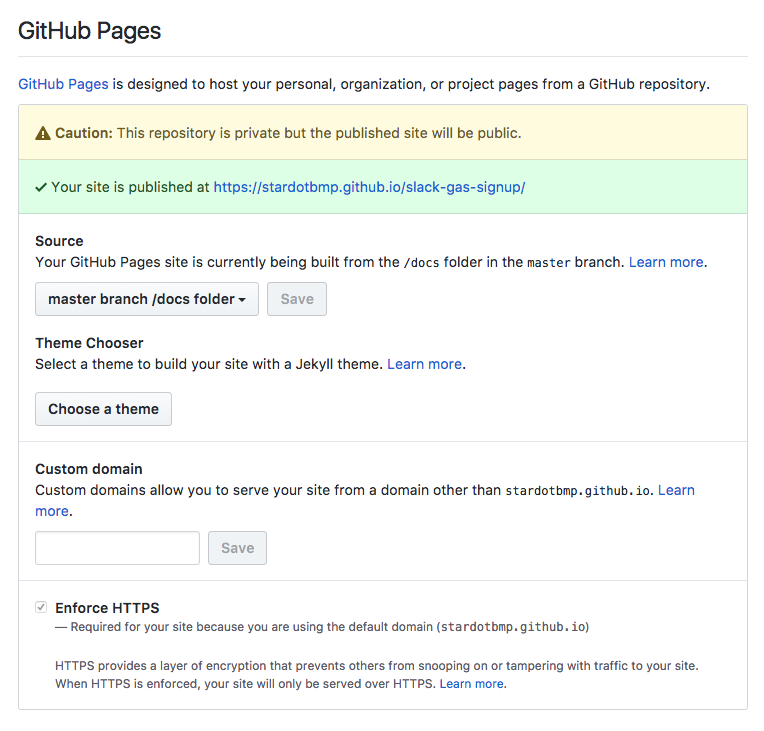 GitHub Pages
GitHub Pages is designed to host your personal, organization, or project pages from a GitHub repository.
Caution: This repository is private but the published site will be public.
Your site is published at https://stardotbmp.github.io/slack-gas-signup/
Source
Your GitHub Pages site is currently being built from the /docs folder in the master branch. Learn more.
master branch /docs folder
Save
Theme Chooser
Select a theme to build your site with a Jekyll theme. Learn more.
Choose a theme
Custom domain
Custom domains allow you to serve your site from a domain other than stardotbmp.github.io. Learn
more.
Save
Enforce HTTPS
— Required for your site because you are using the default domain (stardotbmp.github.io)
HTTPS provides a layer of encryption that prevents others from snooping on or tampering with traffic to your site.
When HTTPS is enforced, your site will only be served over HTTPS. Learn more.